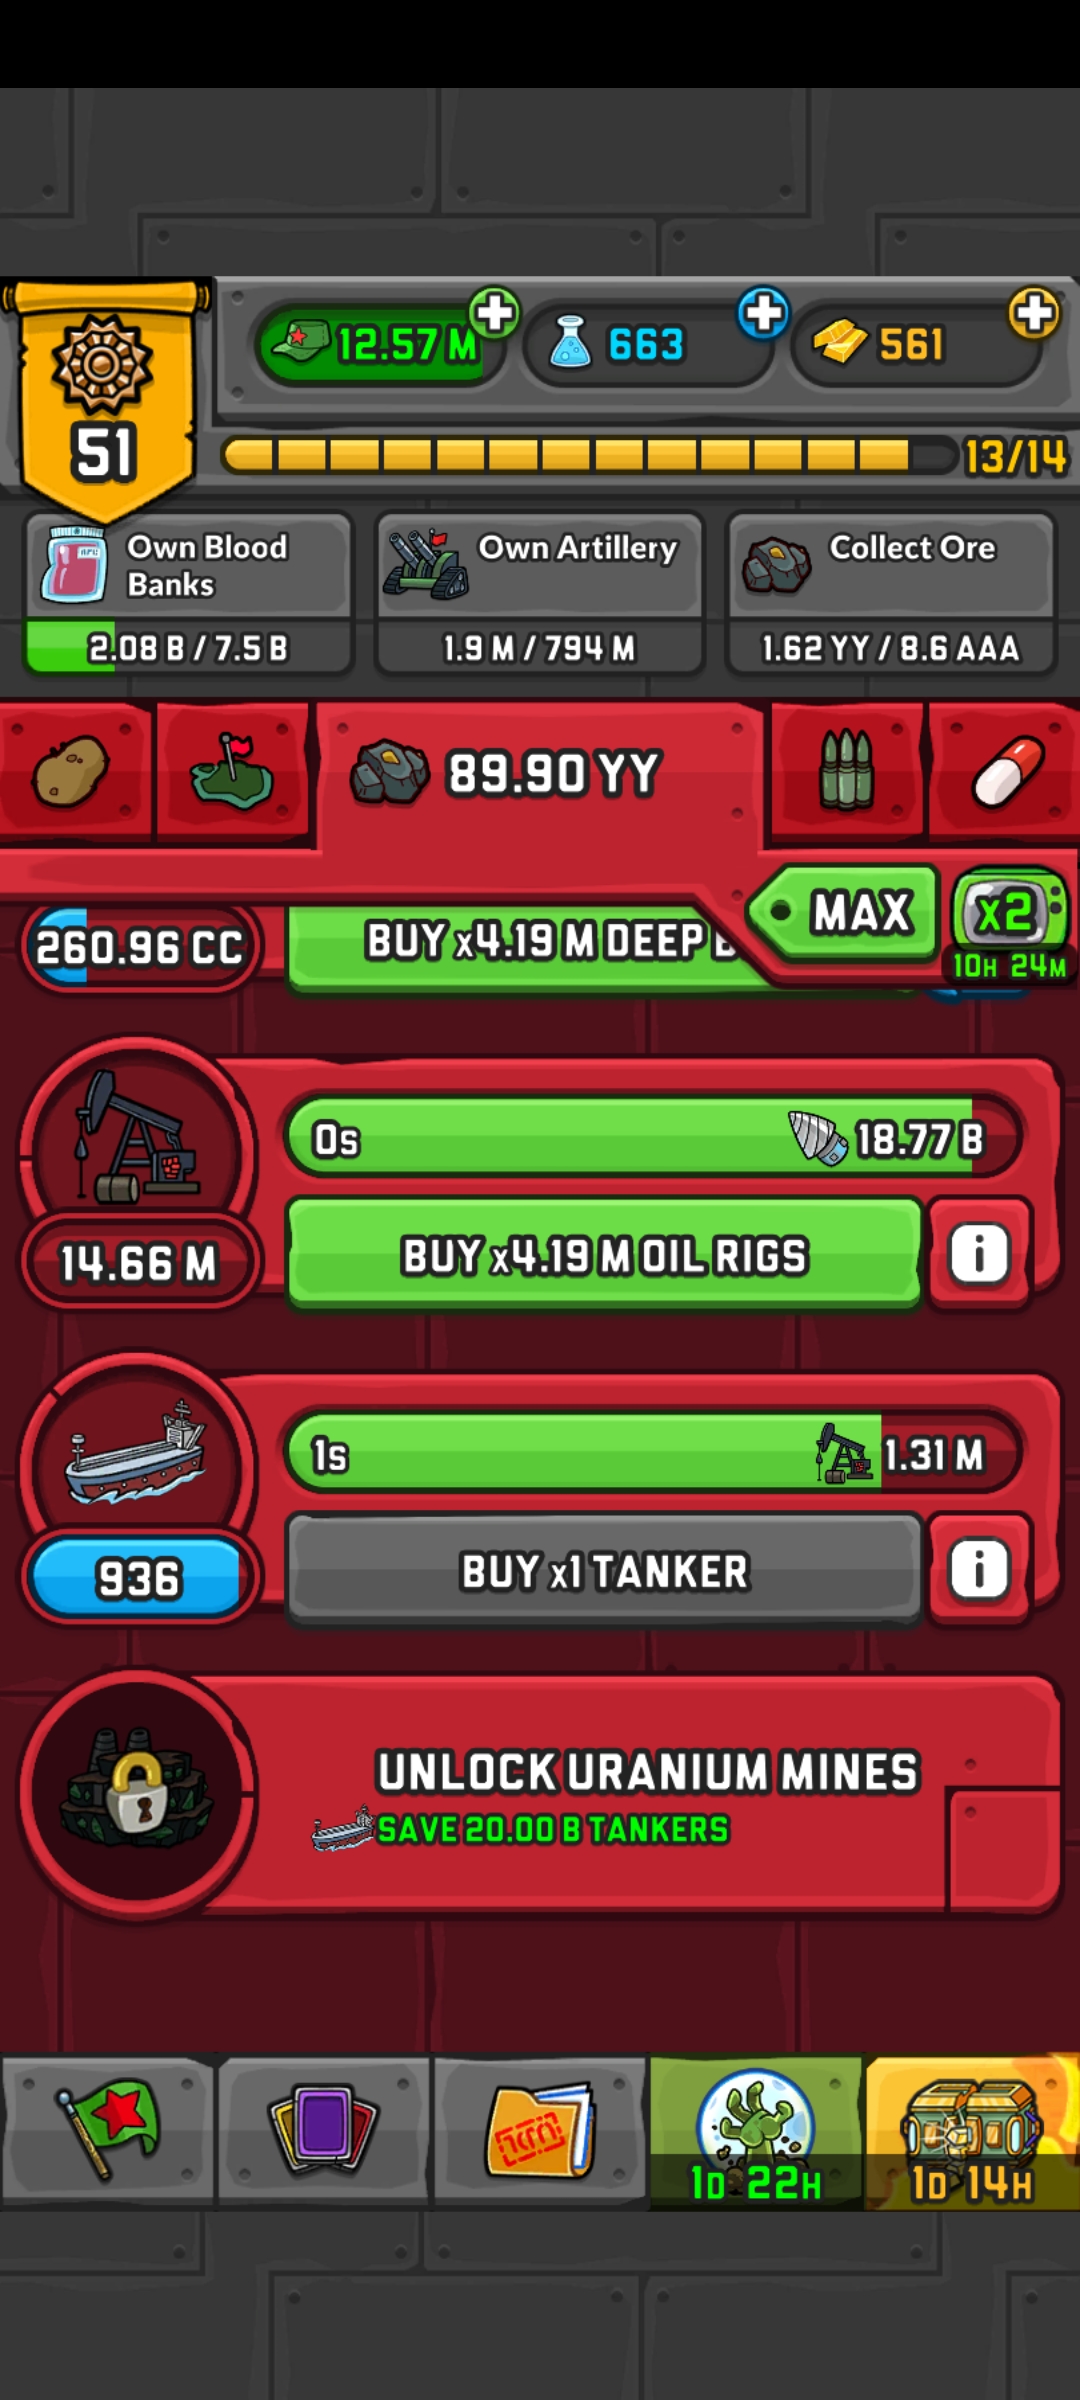 12.57 M
663
561
51
13/14
Own Blood
Banks
2.08 B / 7.5 B
Own Artillery
1.9 M / 794 M
Collect Ore
1.62 YY / 8.6 AAA
89.90 YY
MAX
x2
10H 24M
260.96 CC
BUY x4.19 M DEEP
0s
18.77 B
14.66 M
BUY x4.19 M OIL RIGS
i
1s
1.31 M
936
BUY x1 TANKER
i
UNLOCK URANIUM MINES
SAVE 20.00 B TANKERS
1D 22H
1D 14H